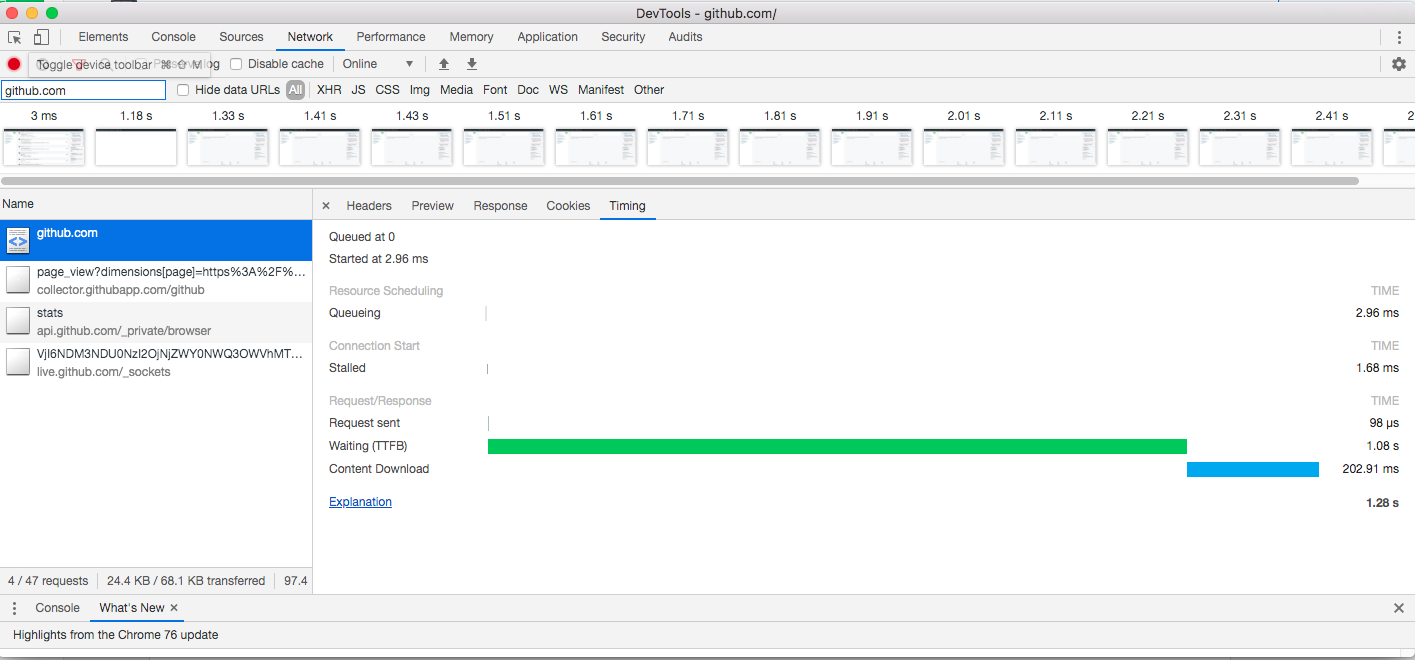 DevTools - github.com/
Elements Console Sources Network Performance Memory Application Security Audits
Toggle device toolbar ⌘ ⇧ M Preserve log Disable cache Online
github.com Hide data URLs All XHR JS CSS Img Media Font Doc WS Manifest Other
3 ms 1.18 s 1.33 s 1.41 s 1.43 s 1.51 s 1.61 s 1.71 s 1.81 s 1.91 s 2.01 s 2.11 s 2.21 s 2.31 s 2.41 s 2
Name
× Headers Preview Response Cookies Timing
github.com
page_view?dimensions[page]=https%3A%2F%...
collector.githubapp.com/github
stats
api.github.com/_private/browser
live.github.com/_sockets
Queued at 0
Started at 2.96 ms
Resource Scheduling TIME
Queueing 2.96 ms
Connection Start TIME
Stalled 1.68 ms
Request/Response TIME
Request sent 98 µs
Waiting (TTFB) 1.08 s
Content Download 202.91 ms
Explanation 1.28 s
4 / 47 requests 24.4 KB / 68.1 KB transferred 97.4
Console What's New ×
Highlights from the Chrome 76 update